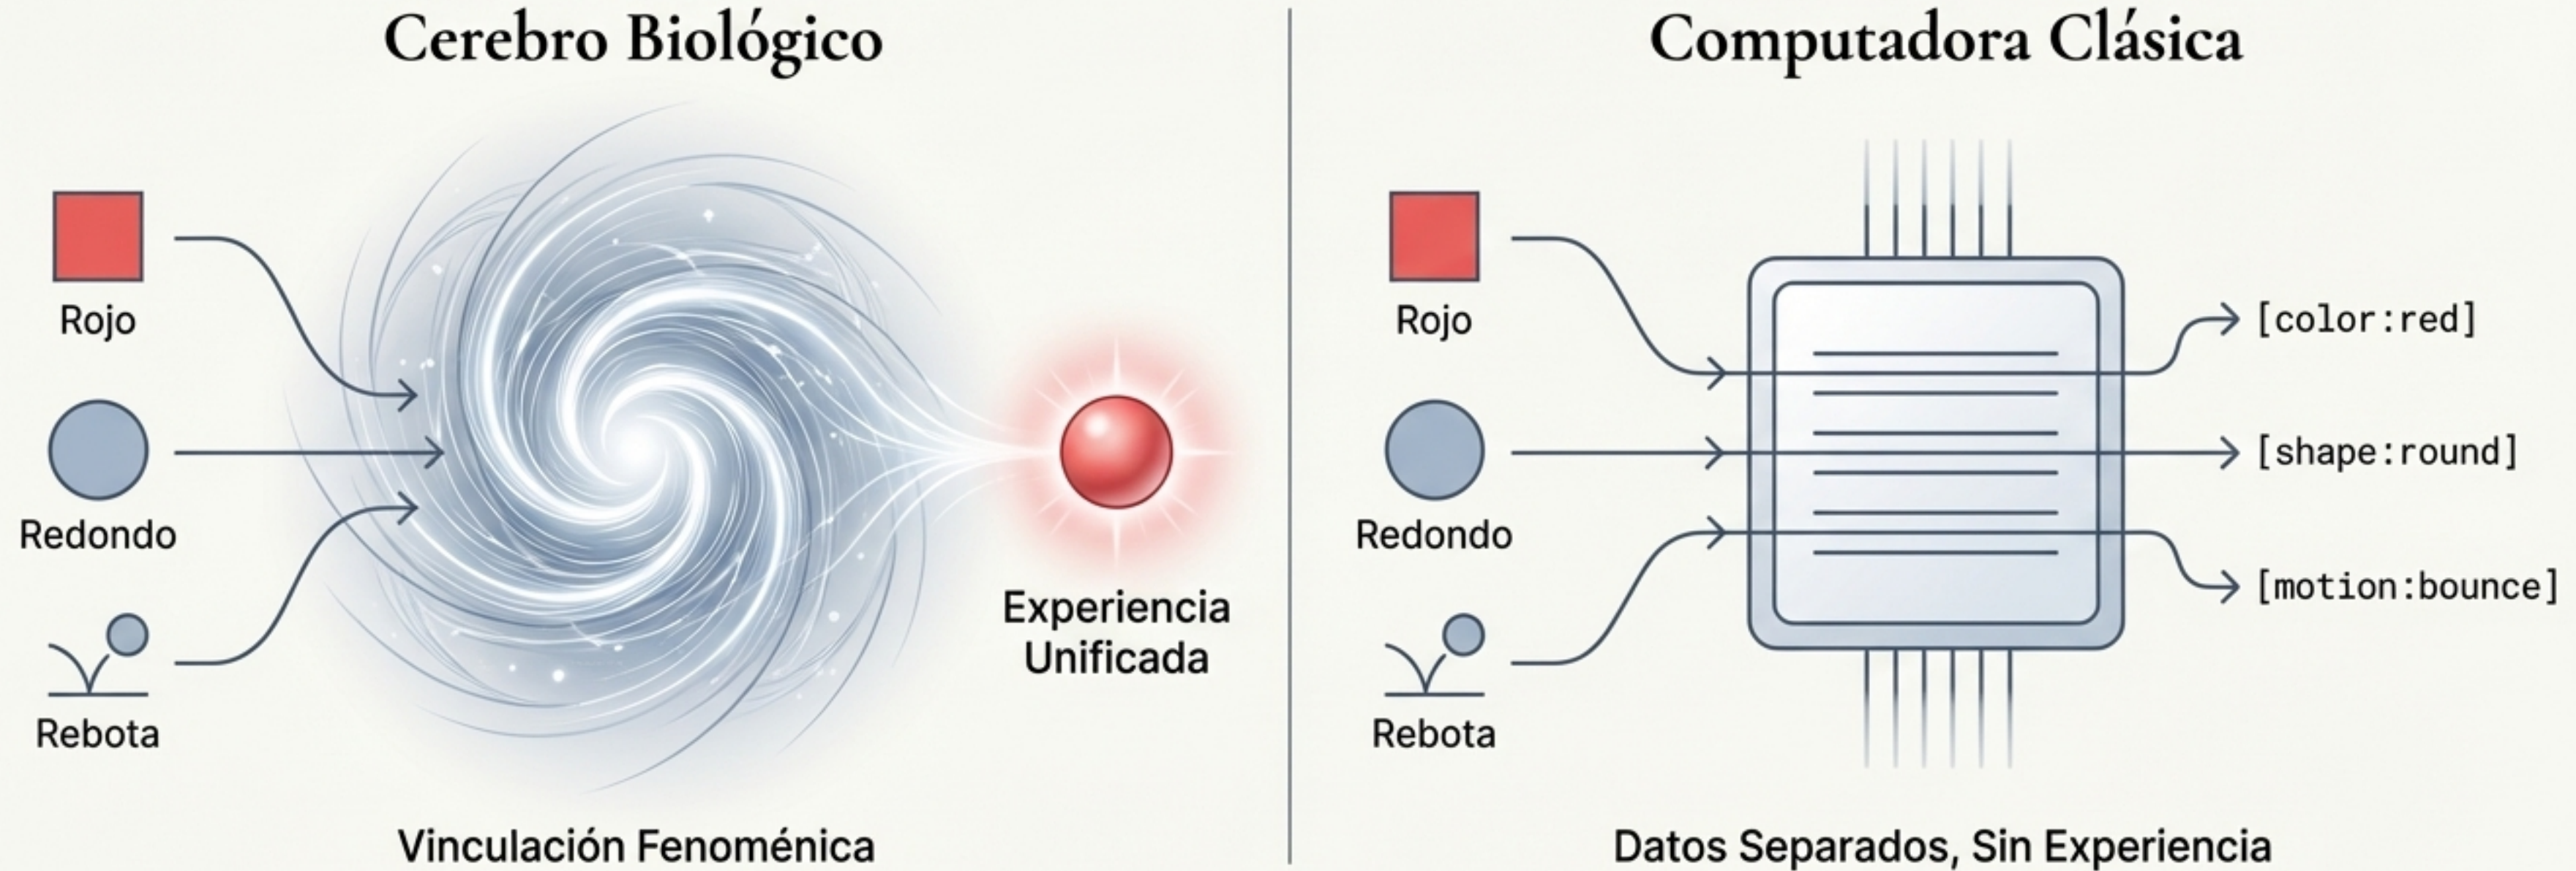 Cerebro Biológico
Rojo
Redondo
Rebota
Experiencia
Unificada
Vinculación Fenoménica
Computadora Clásica
Rojo
Redondo
Rebota
[color:red]
[shape:round]
[motion:bounce]
Datos Separados, Sin Experiencia